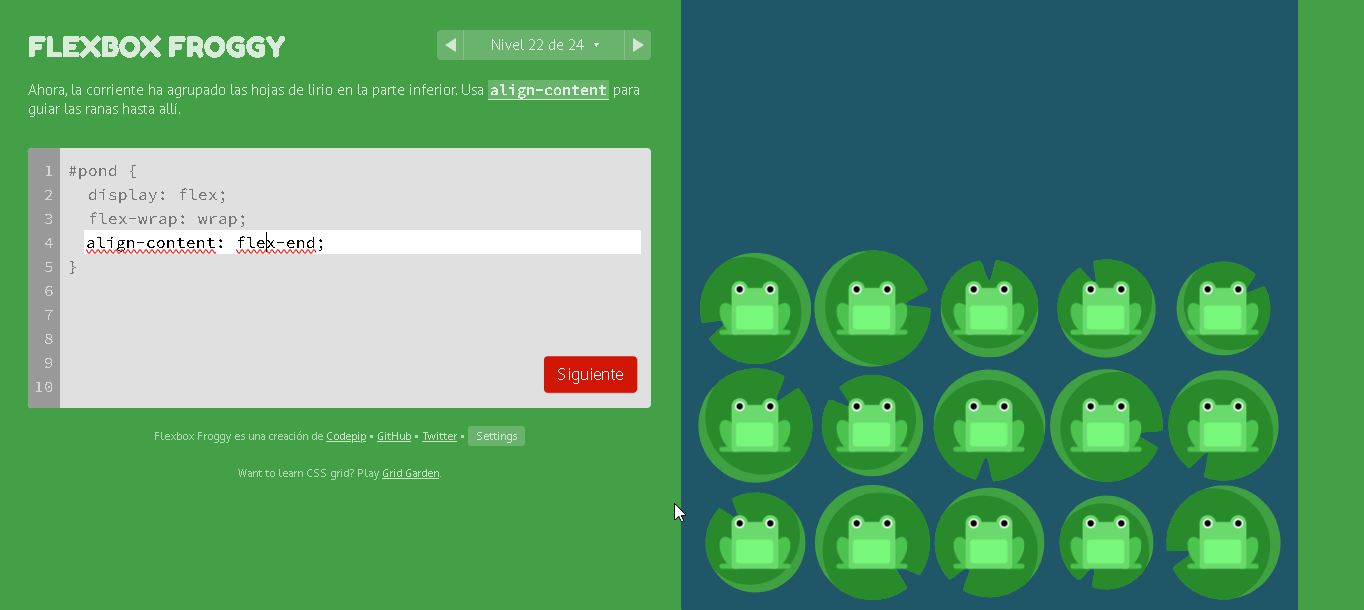 FLEXBOX FROGGY
◀ Nivel 22 de 24 ▾ ▶
Ahora, la corriente ha agrupado las hojas de lirio en la parte inferior. Usa align-content para
guiar las ranas hasta allí.
1 #pond {
2 display: flex;
3 flex-wrap: wrap;
4 align-content: flex-end;
5 }
6
7
8
9
10
Siguiente
Flexbox Froggy es una creación de Codepip • GitHub • Twitter • Settings
Want to learn CSS grid? Play Grid Garden.